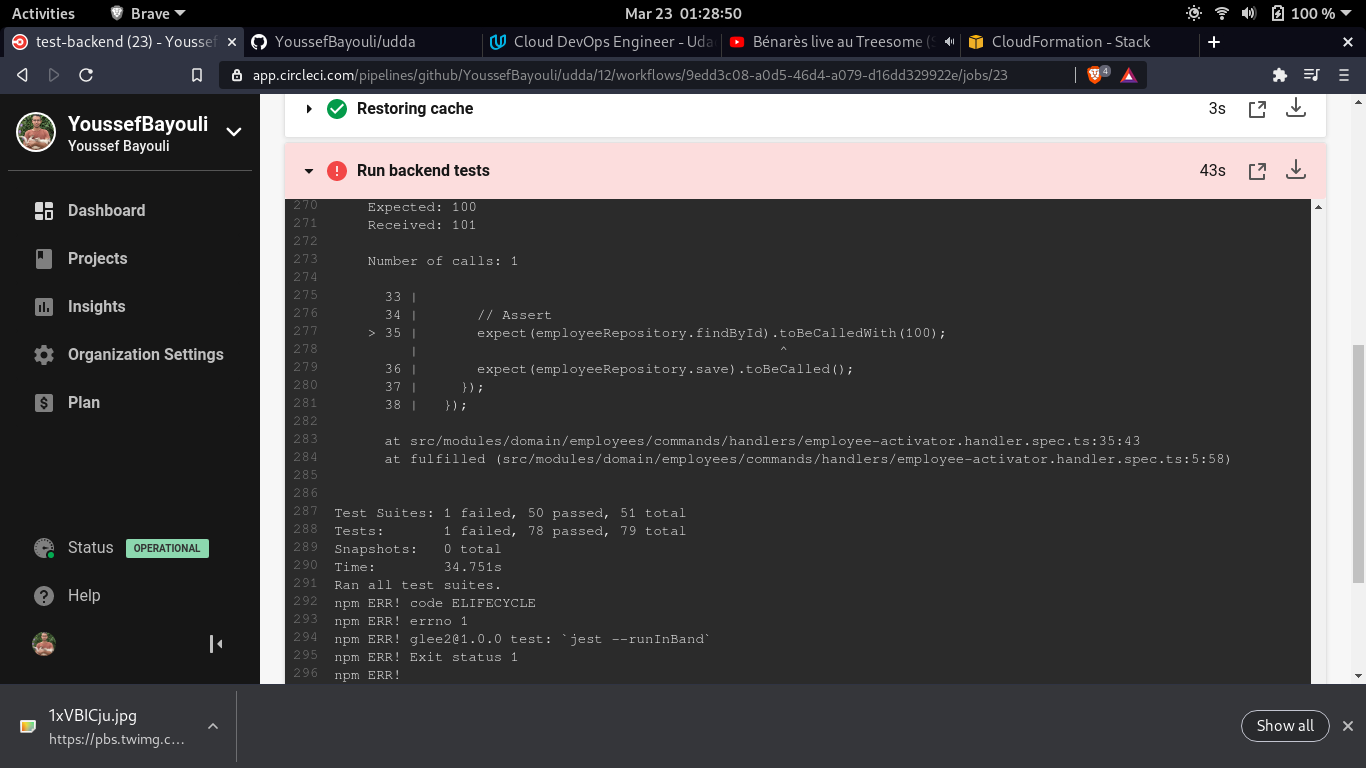 Activities
Brave
Mar 23 01:28:50
100 %
test-backend (23) - Youssef
YoussefBayouli/udda
Cloud DevOps Engineer - Uda
Bénarès live au Treesome (S
CloudFormation - Stack
app.circleci.com/pipelines/github/YoussefBayouli/udda/12/workflows/9edd3c08-a0d5-46d4-a079-d16dd329922e/jobs/23
4
YoussefBayouli
Youssef Bayouli
Dashboard
Projects
Insights
Organization Settings
Plan
Status OPERATIONAL
Help
Restoring cache 3s
Run backend tests 43s
270 Expected: 100
271 Received: 101
272
273 Number of calls: 1
274
275 33 |
276 34 | // Assert
277 > 35 | expect(employeeRepository.findById).toBeCalledWith(100);
278 | ^
279 36 | expect(employeeRepository.save).toBeCalled();
280 37 | });
281 38 | });
282
283 at src/modules/domain/employees/commands/handlers/employee-activator.handler.spec.ts:35:43
284 at fulfilled (src/modules/domain/employees/commands/handlers/employee-activator.handler.spec.ts:5:58)
285
286
287 Test Suites: 1 failed, 50 passed, 51 total
288 Tests: 1 failed, 78 passed, 79 total
289 Snapshots: 0 total
290 Time: 34.751s
291 Ran all test suites.
292 npm ERR! code ELIFECYCLE
293 npm ERR! errno 1
294 npm ERR! glee2@1.0.0 test: `jest --runInBand`
295 npm ERR! Exit status 1
296 npm ERR!
1xVBICju.jpg
https://pbs.twimg.c...
Show all